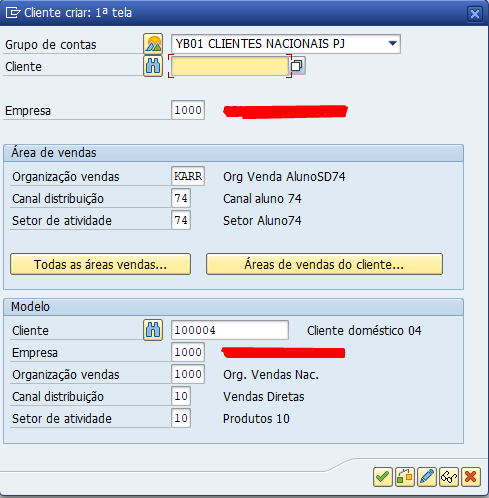 Cliente criar: 1ª tela
Grupo de contas YB01 CLIENTES NACIONAIS PJ
Cliente
Empresa 1000
Área de vendas
Organização vendas KARR Org Venda AlunoSD74
Canal distribuição 74 Canal aluno 74
Setor de atividade 74 Setor Aluno74
Todas as áreas vendas... Áreas de vendas do cliente...
Modelo
Cliente 100004 Cliente doméstico 04
Empresa 1000
Organização vendas 1000 Org. Vendas Nac.
Canal distribuição 10 Vendas Diretas
Setor de atividade 10 Produtos 10